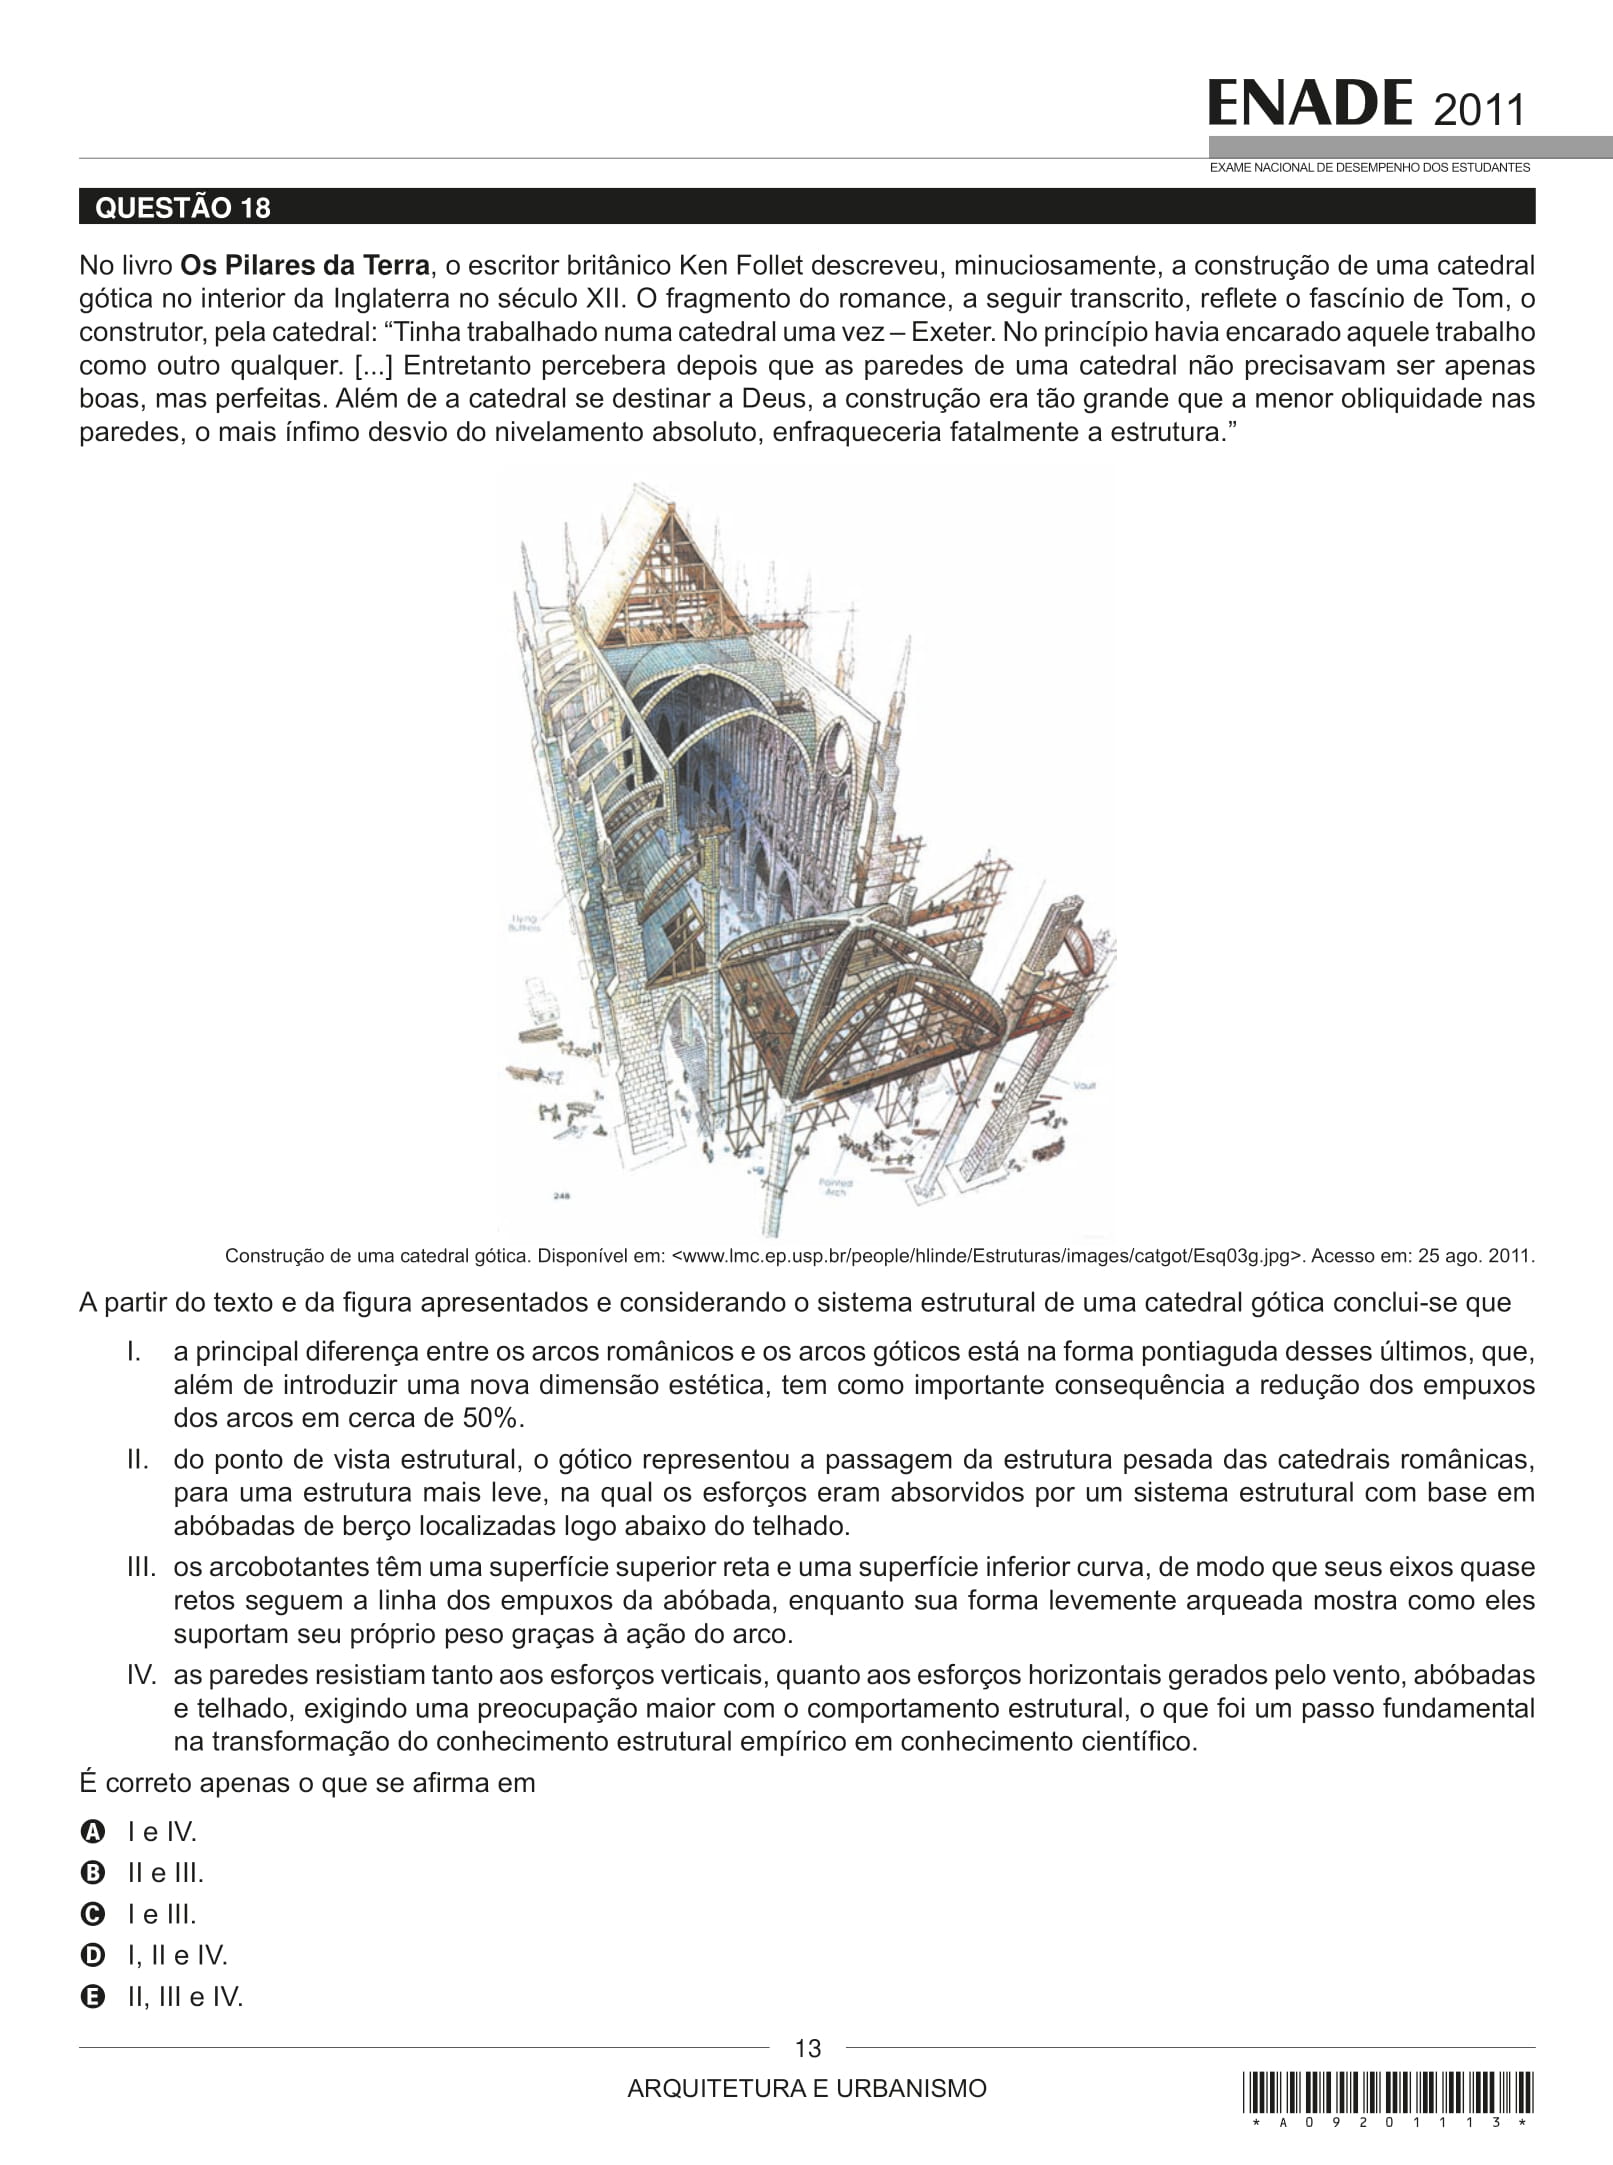 ENADE 2011
EXAME NACIONAL DE DESEMPENHO DOS ESTUDANTES
QUESTÃO 18
No livro Os Pilares da Terra, o escritor britânico Ken Follet descreveu, minuciosamente, a construção de uma catedral
gótica no interior da Inglaterra no século XII. O fragmento do romance, a seguir transcrito, reflete o fascínio de Tom, o
construtor, pela catedral: “Tinha trabalhado numa catedral uma vez – Exeter. No princípio havia encarado aquele trabalho
como outro qualquer. [...] Entretanto percebera depois que as paredes de uma catedral não precisavam ser apenas
boas, mas perfeitas. Além de a catedral se destinar a Deus, a construção era tão grande que a menor obliquidade nas
paredes, o mais ínfimo desvio do nivelamento absoluto, enfraqueceria fatalmente a estrutura.”
Flying
Buttress
Vault
Pointed
Arch
248
Construção de uma catedral gótica. Disponível em: <www.lmc.ep.usp.br/people/hlinde/Estruturas/images/catgot/Esq03g.jpg>. Acesso em: 25 ago. 2011.
A partir do texto e da figura apresentados e considerando o sistema estrutural de uma catedral gótica conclui-se que
I. a principal diferença entre os arcos românicos e os arcos góticos está na forma pontiaguda desses últimos, que,
além de introduzir uma nova dimensão estética, tem como importante consequência a redução dos empuxos
dos arcos em cerca de 50%.
II. do ponto de vista estrutural, o gótico representou a passagem da estrutura pesada das catedrais românicas,
para uma estrutura mais leve, na qual os esforços eram absorvidos por um sistema estrutural com base em
abóbadas de berço localizadas logo abaixo do telhado.
III. os arcobotantes têm uma superfície superior reta e uma superfície inferior curva, de modo que seus eixos quase
retos seguem a linha dos empuxos da abóbada, enquanto sua forma levemente arqueada mostra como eles
suportam seu próprio peso graças à ação do arco.
IV. as paredes resistiam tanto aos esforços verticais, quanto aos esforços horizontais gerados pelo vento, abóbadas
e telhado, exigindo uma preocupação maior com o comportamento estrutural, o que foi um passo fundamental
na transformação do conhecimento estrutural empírico em conhecimento científico.
É correto apenas o que se afirma em
A I e IV.
B II e III.
C I e III.
D I, II e IV.
E II, III e IV.
13
ARQUITETURA E URBANISMO
* A 0 9 2 0 1 1 1 3 *